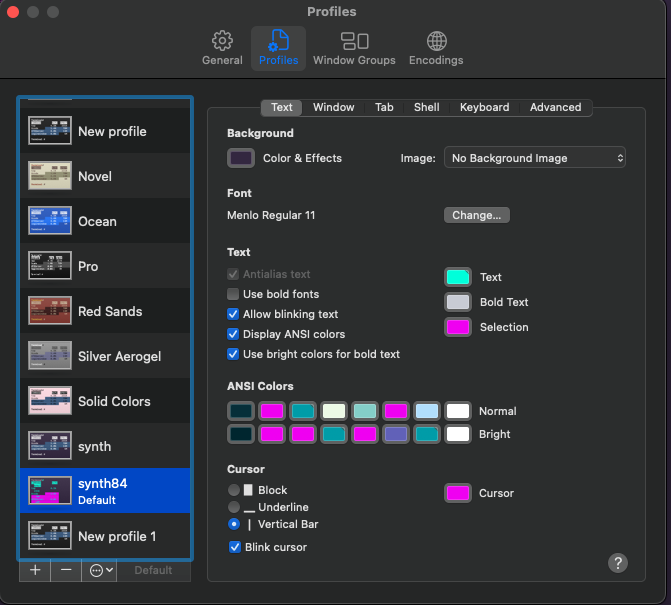 Profiles
General
Profiles
Window Groups
Encodings
New profile
Novel
Ocean
Pro
Red Sands
Silver Aerogel
Solid Colors
synth
synth84
Default
New profile 1
Default
Text Window Tab Shell Keyboard Advanced
Background
Color & Effects Image: No Background Image
Font
Menlo Regular 11 Change...
Text
Antialias text
Use bold fonts
Allow blinking text
Display ANSI colors
Use bright colors for bold text
Text
Bold Text
Selection
ANSI Colors
Normal
Bright
Cursor
Block
Underline
Vertical Bar
Blink cursor
Cursor
?